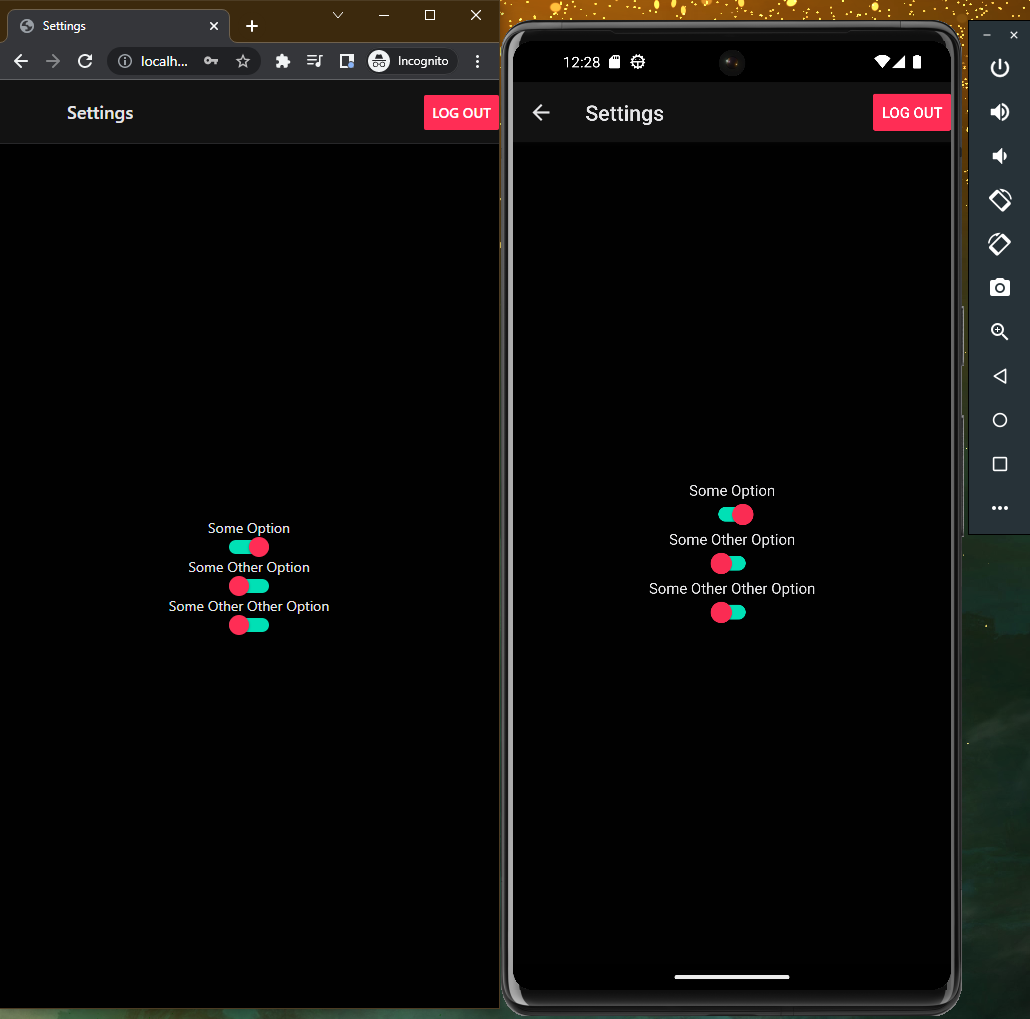 Settings
localh...
Incognito
Settings
LOG OUT
Some Option
Some Other Option
Some Other Other Option
12:28
Settings
LOG OUT
Some Option
Some Other Option
Some Other Other Option